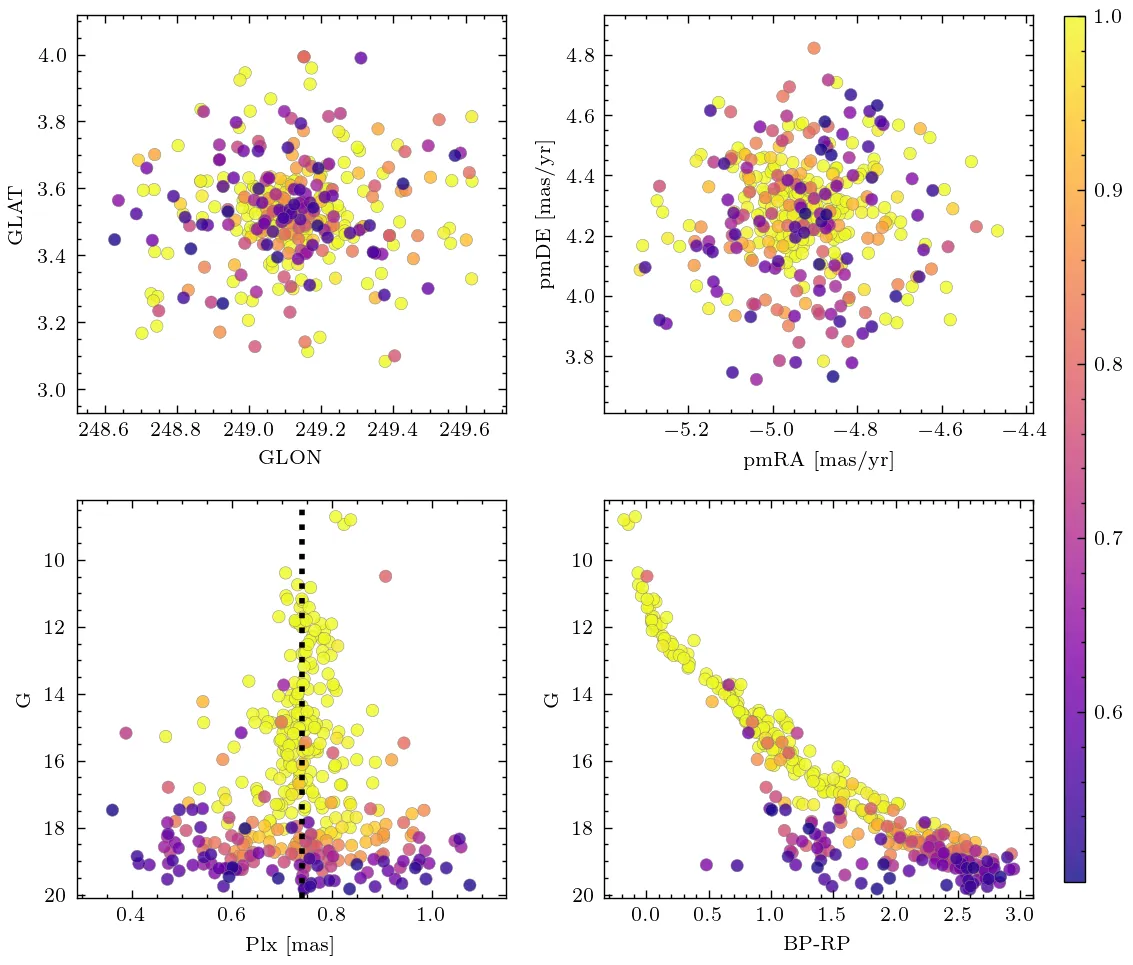 4.0
3.8
3.6
3.4
3.2
3.0
GLAT
248.6 248.8 249.0 249.2 249.4 249.6
GLON
4.8
4.6
4.4
4.2
4.0
3.8
pmDE [mas/yr]
−5.2 −5.0 −4.8 −4.6 −4.4
pmRA [mas/yr]
1.0
0.9
0.8
0.7
0.6
10
12
14
16
18
20
G
0.4 0.6 0.8 1.0
Plx [mas]
10
12
14
16
18
20
G
0.0 0.5 1.0 1.5 2.0 2.5 3.0
BP-RP